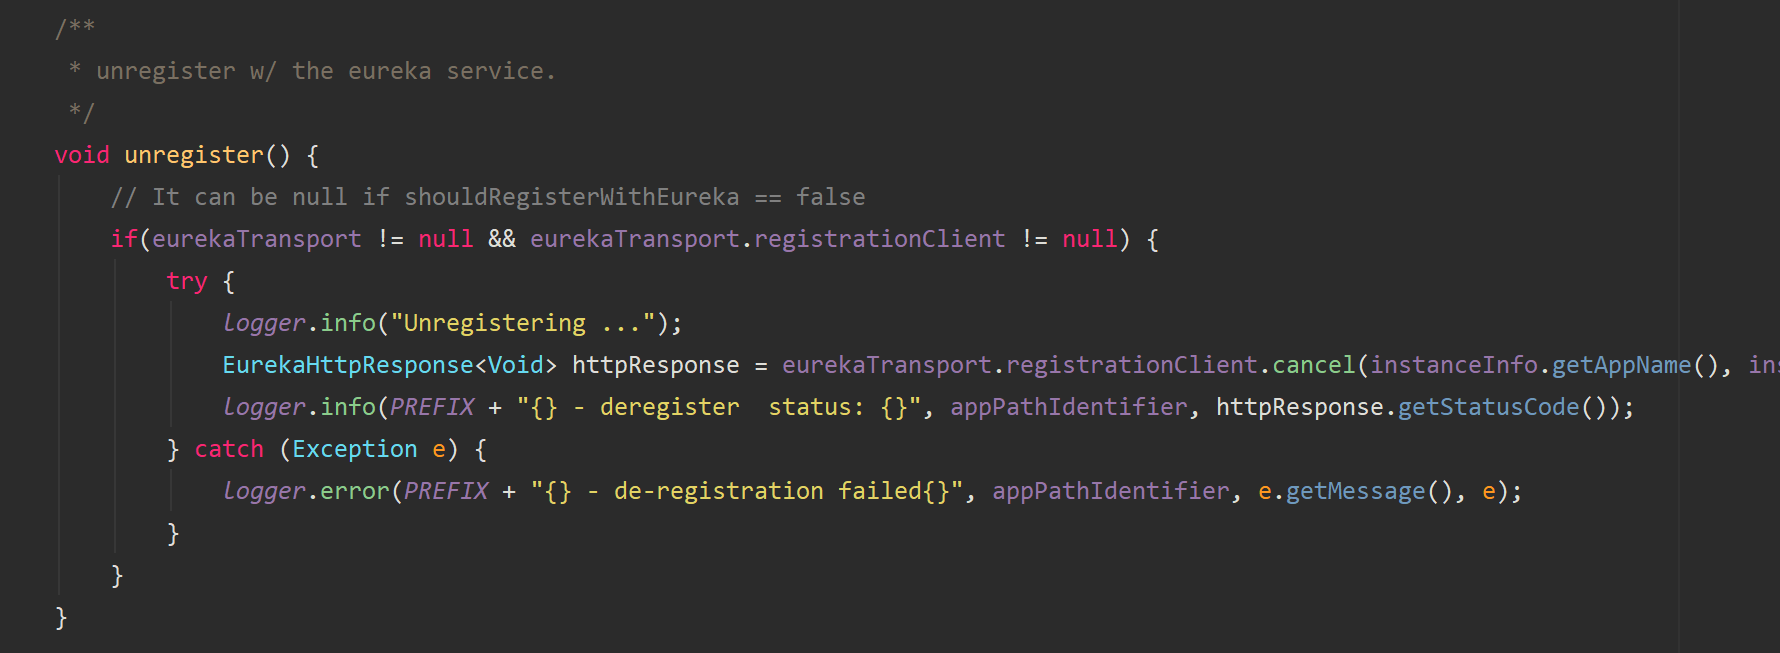 /**
 * unregister w/ the eureka service.
 */
void unregister() {
    // It can be null if shouldRegisterWithEureka == false
    if(eurekaTransport != null && eurekaTransport.registrationClient != null) {
        try {
            logger.info("Unregistering ...");
            EurekaHttpResponse<Void> httpResponse = eurekaTransport.registrationClient.cancel(instanceInfo.getAppName(), ins
            logger.info(PREFIX + "{} - deregister  status: {}", appPathIdentifier, httpResponse.getStatusCode());
        } catch (Exception e) {
            logger.error(PREFIX + "{} - de-registration failed{}", appPathIdentifier, e.getMessage(), e);
        }
    }
}